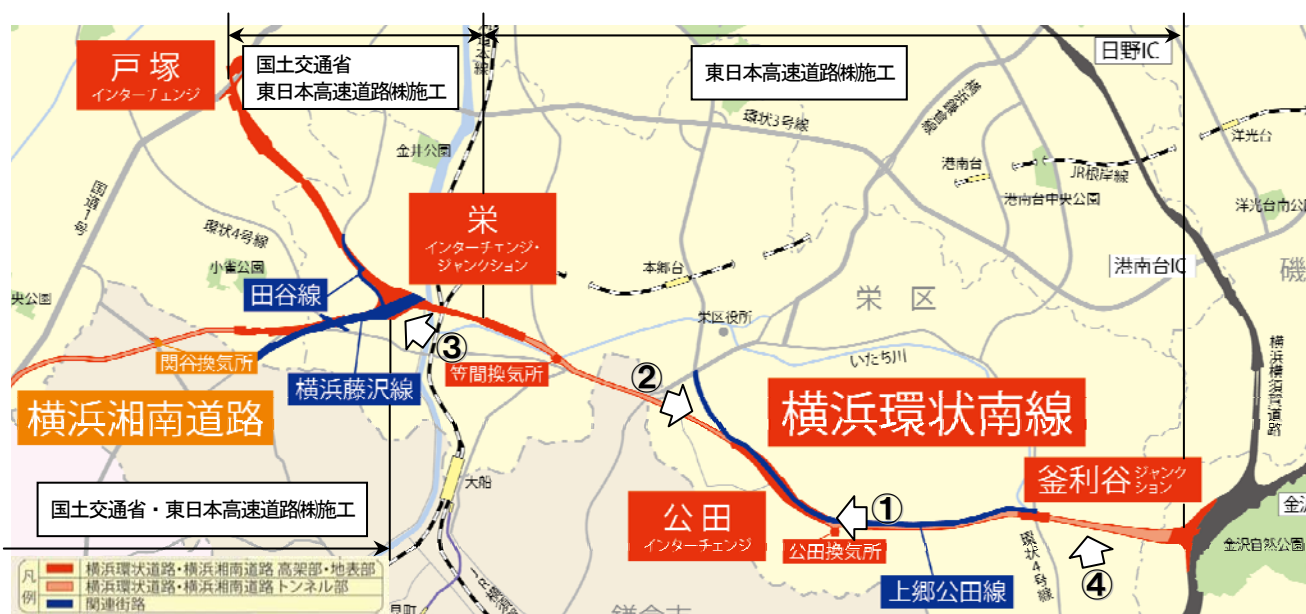 戸塚
インターチェンジ
国土交通省
東日本高速道路㈱施工
東日本高速道路㈱施工
日野IC
洋光台
環状3号線
横浜鎌倉線
港南台
JR根岸線
港南台中央公園
洋光台南公
金井公園
国道1号
環状4号線
小雀公園
央公園
栄
インターチェンジ・
ジャンクション
本郷台
港南台IC
磯
栄区
栄区役所
いたち川
田谷線
③
関谷換気所
横浜藤沢線
笠間換気所
②
横浜湘南道路
横浜環状南線
横浜横須賀道路
大船
釜利谷ジャンク
ション
国土交通省・東日本高速道路㈱施工
公田
インターチェンジ
①
公田換気所
上郷公田線
環状4号線
④
金沢自然公園
凡例
横浜環状道路・横浜湘南道路 高架部・地表部
横浜環状道路・横浜湘南道路 トンネル部
関連街路
鎌倉市